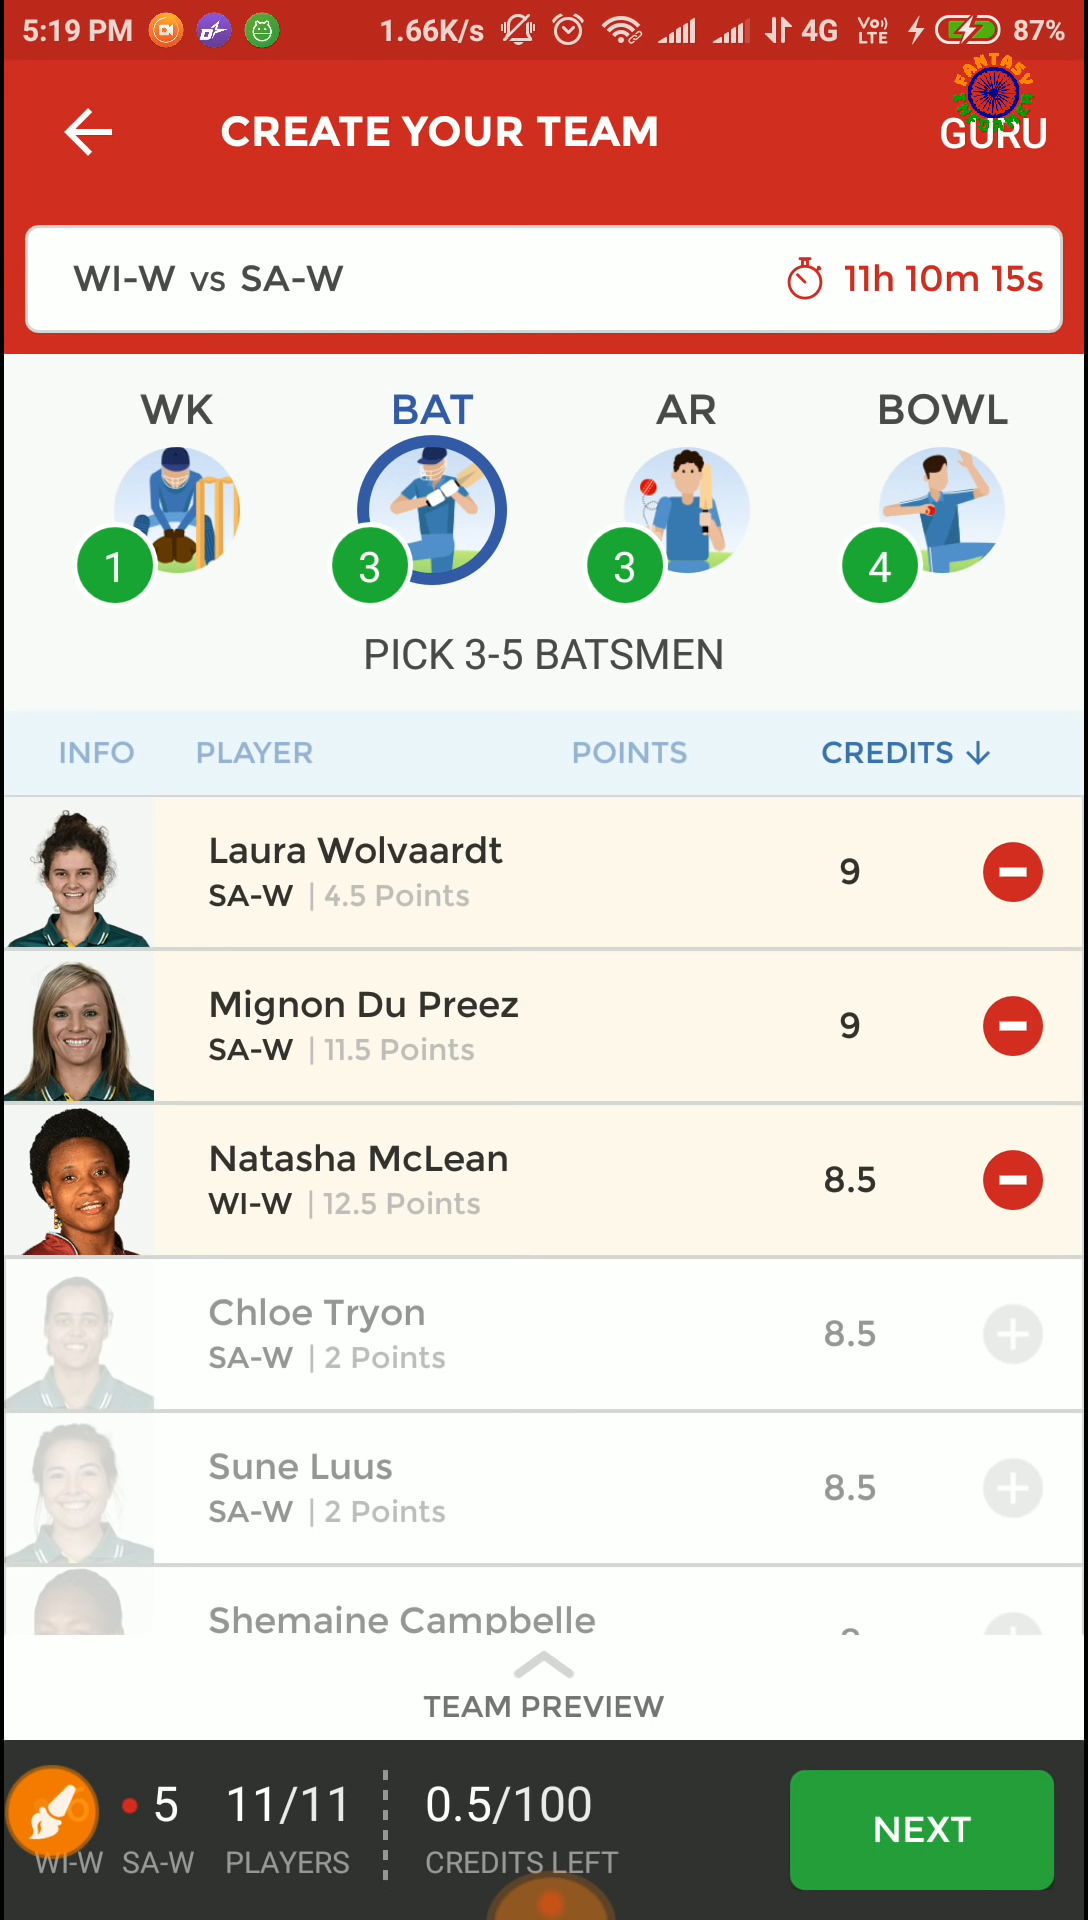 5:19 PM 1.66K/s 4G VoLTE 87%
FANTASY
INFORMER
CREATE YOUR TEAM GURU
WI-W vs SA-W 11h 10m 15s
WK BAT AR BOWL
1 3 3 4
PICK 3-5 BATSMEN
INFO PLAYER POINTS CREDITS ↓
Laura Wolvaardt
SA-W | 4.5 Points 9
Mignon Du Preez
SA-W | 11.5 Points 9
Natasha McLean
WI-W | 12.5 Points 8.5
Chloe Tryon
SA-W | 2 Points 8.5
Sune Luus
SA-W | 2 Points 8.5
Shemaine Campbelle
TEAM PREVIEW
6 5 11/11 0.5/100
WI-W SA-W PLAYERS CREDITS LEFT
NEXT